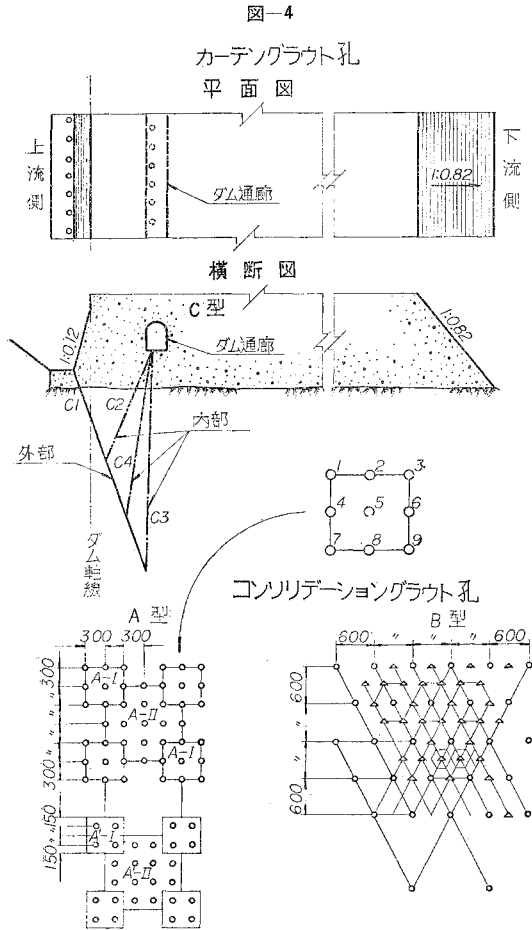 図—4
カーテングラウト孔
平面図
上流側
ダム通廊
1:0.82
下流側
横断図
C型
1:0.12
ダム通廊
1:0.82
C1
C2
内部
外部
C4
C3
ダム軸線
1 2 3
4 5 6
7 8 9
コンソリデーショングラウト孔
A型
300 300
300
〃
〃
〃
〃
300
A-I
A-II
A-I
150
〃
〃
150
A'-I
A'-II
B型
600 〃 〃 〃 600
600
〃
〃
600